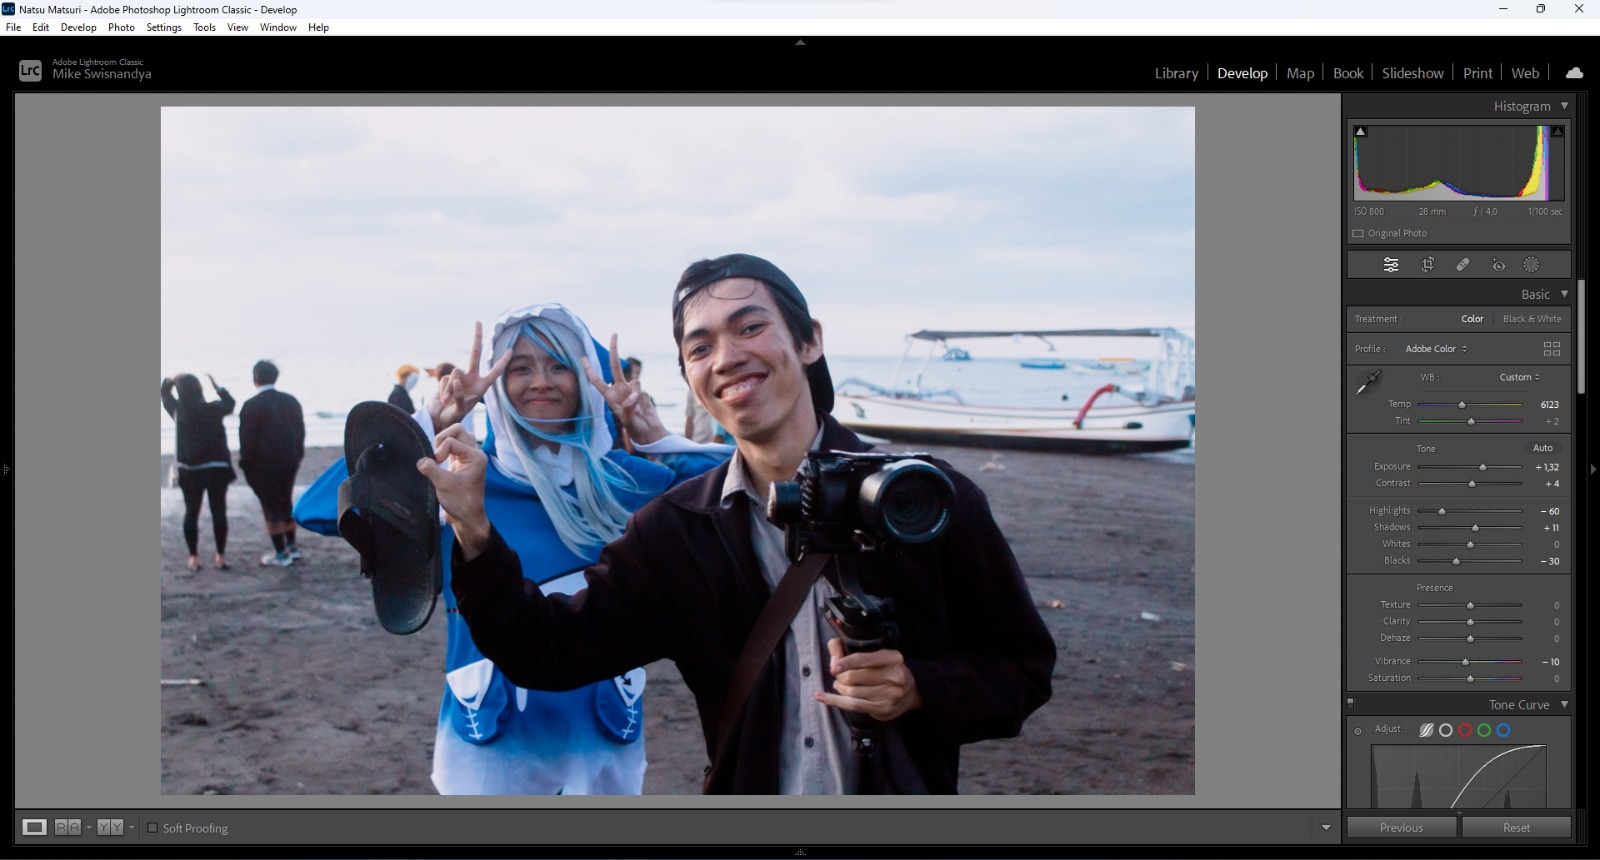 Natsu Matsuri - Adobe Photoshop Lightroom Classic - Develop
File Edit Develop Photo Settings Tools View Window Help
LrC
Adobe Lightroom Classic
Mike Swisnandya
Library Develop Map Book Slideshow Print Web
Histogram
ISO 800 28 mm ƒ / 4,0 1/100 sec
Original Photo
Basic
Treatment : Color Black & White
Profile : Adobe Color
WB : Custom
Temp 6123
Tint + 2
Tone Auto
Exposure + 1,32
Contrast + 4
Highlights – 60
Shadows + 11
Whites 0
Blacks – 30
Presence
Texture 0
Clarity 0
Dehaze 0
Vibrance – 10
Saturation 0
Tone Curve
Adjust :
R A Y Y Soft Proofing
Previous Reset